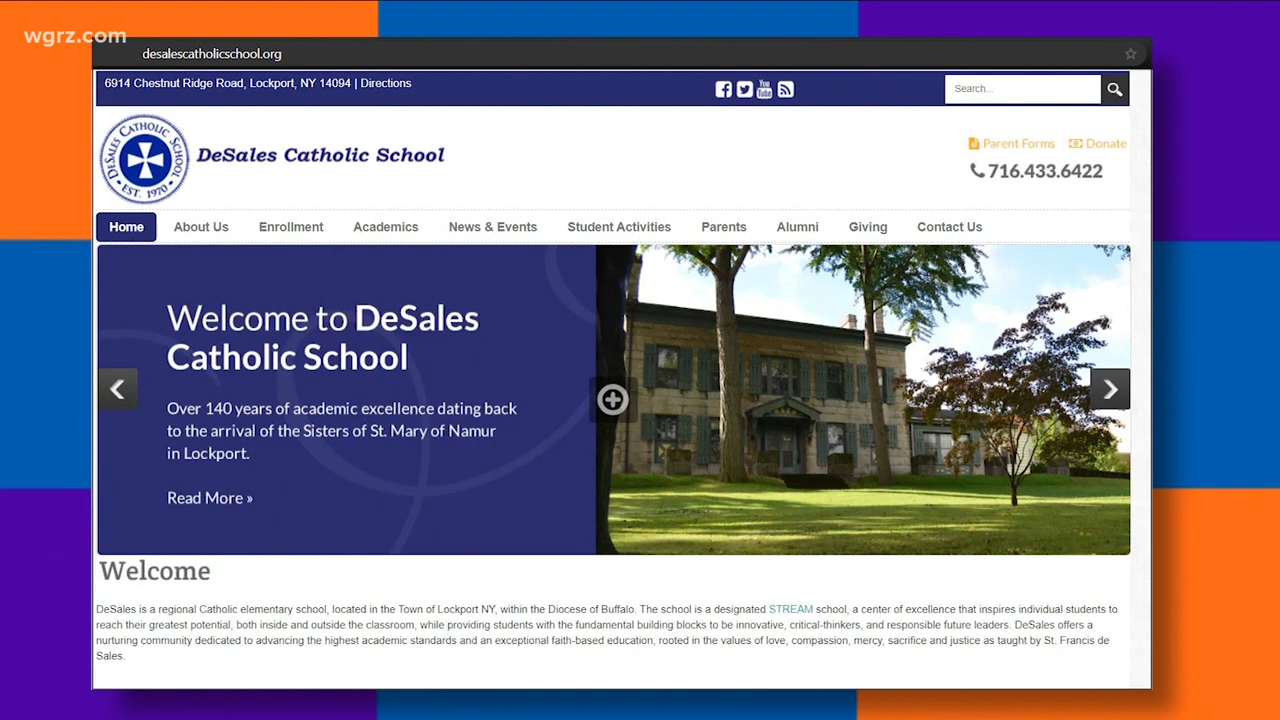 wgrz.com
desalescatholicschool.org
6914 Chestnut Ridge Road, Lockport, NY 14094 | Directions
You
Tube
Search...
DESALES CATHOLIC SCHOOL
EST. 1970
DeSales Catholic School
Parent Forms
Donate
716.433.6422
Home
About Us
Enrollment
Academics
News & Events
Student Activities
Parents
Alumni
Giving
Contact Us
Welcome to DeSales
Catholic School
Over 140 years of academic excellence dating back
to the arrival of the Sisters of St. Mary of Namur
in Lockport.
Read More »
Welcome
DeSales is a regional Catholic elementary school, located in the Town of Lockport NY, within the Diocese of Buffalo. The school is a designated STREAM school, a center of excellence that inspires individual students to
reach their greatest potential, both inside and outside the classroom, while providing students with the fundamental building blocks to be innovative, critical-thinkers, and responsible future leaders. DeSales offers a
nurturing community dedicated to advancing the highest academic standards and an exceptional faith-based education, rooted in the values of love, compassion, mercy, sacrifice and justice as taught by St. Francis de
Sales.